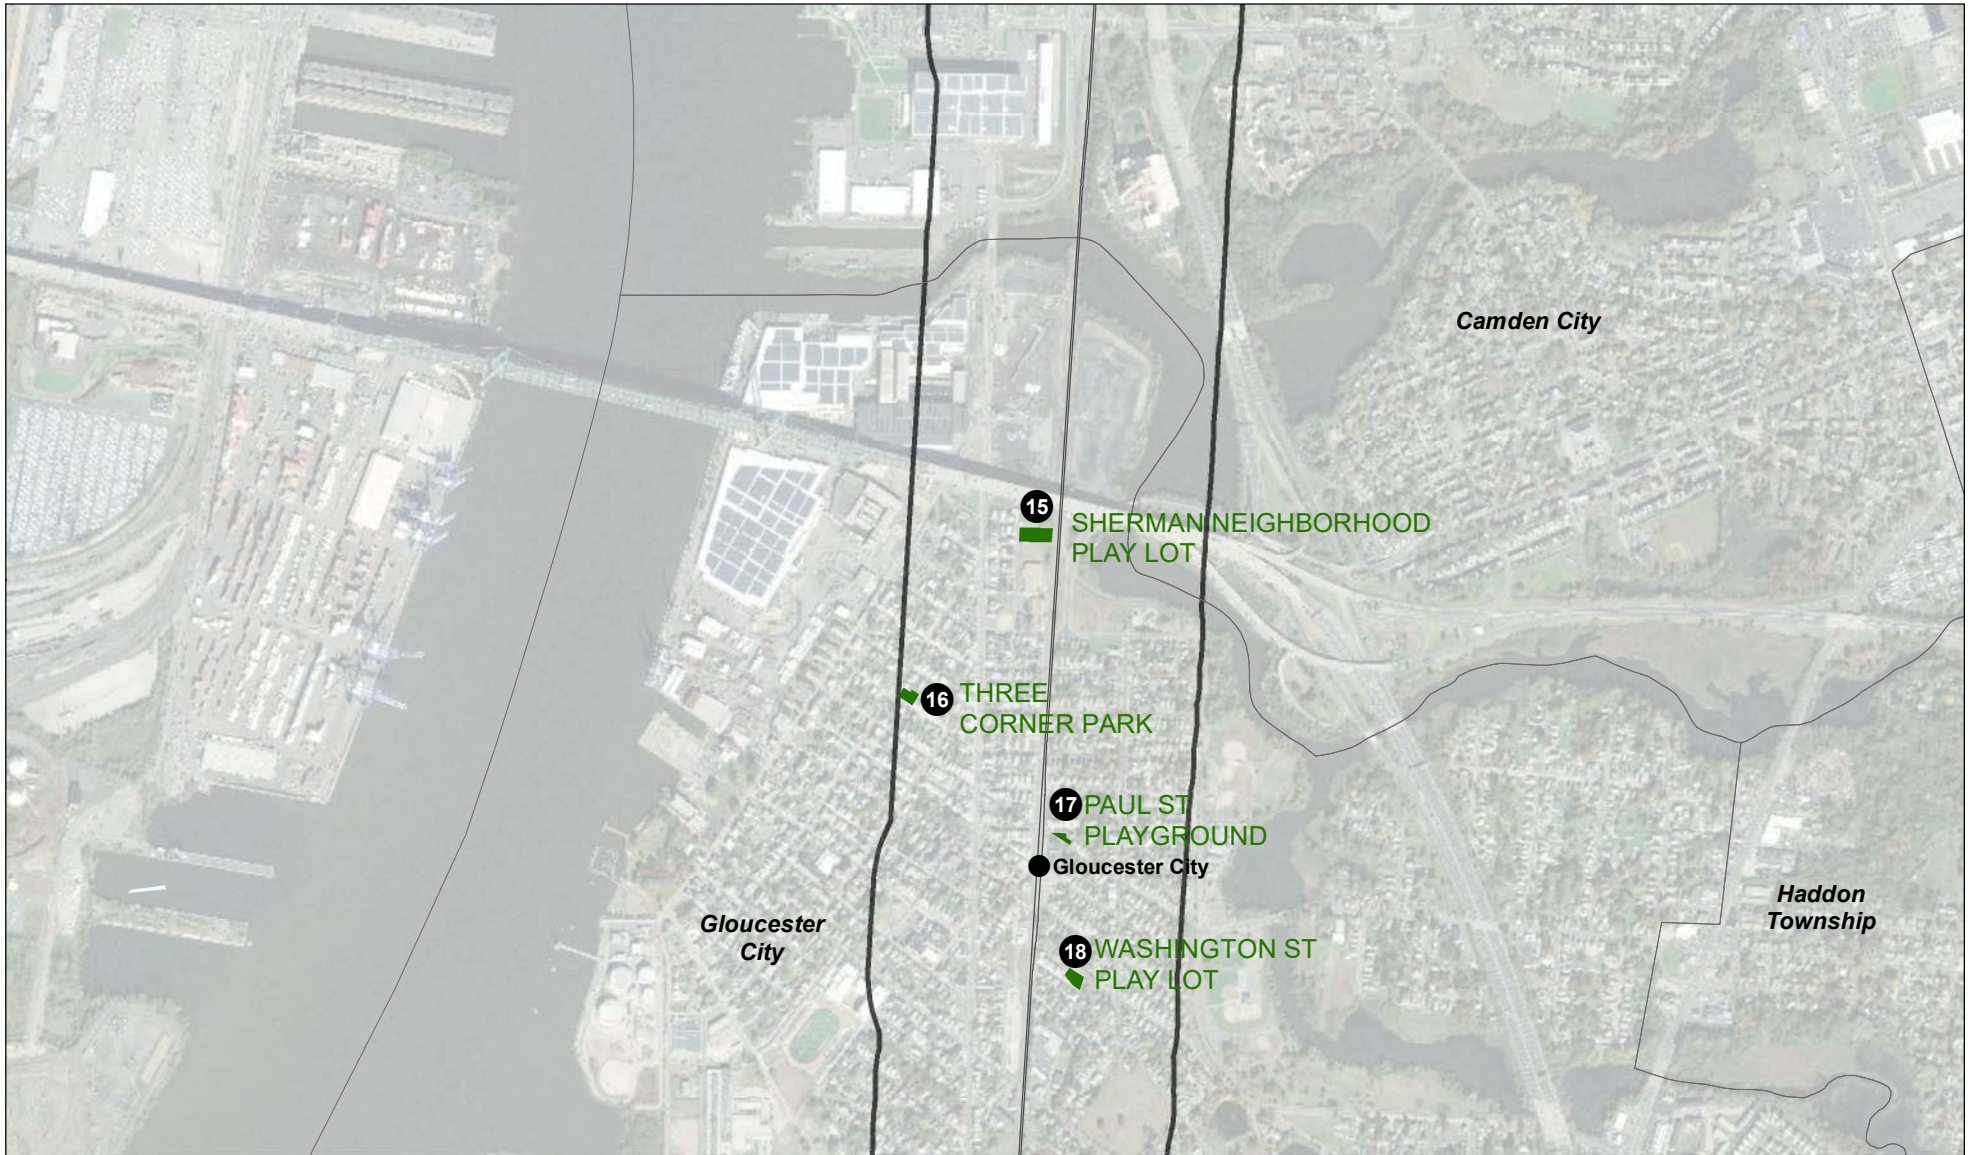 Camden City
15
SHERMAN NEIGHBORHOOD
PLAY LOT
16
THREE
CORNER PARK
17
PAUL ST
PLAYGROUND
Gloucester City
Haddon
Township
Gloucester
City
18
WASHINGTON ST
PLAY LOT